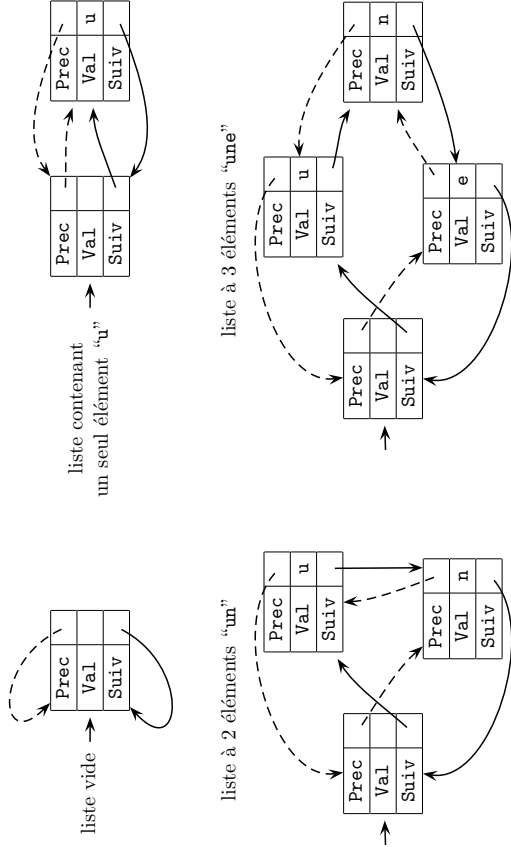 liste vide
Prec
Val
Suiv
liste contenant
un seul élément “u”
Prec
Val
Suiv
Prec
Val u
Suiv
liste à 2 éléments “un”
Prec
Val u
Suiv
Prec
Val
Suiv
Prec
Val n
Suiv
liste à 3 éléments “une”
Prec
Val u
Suiv
Prec
Val
Suiv
Prec
Val n
Suiv
Prec
Val e
Suiv